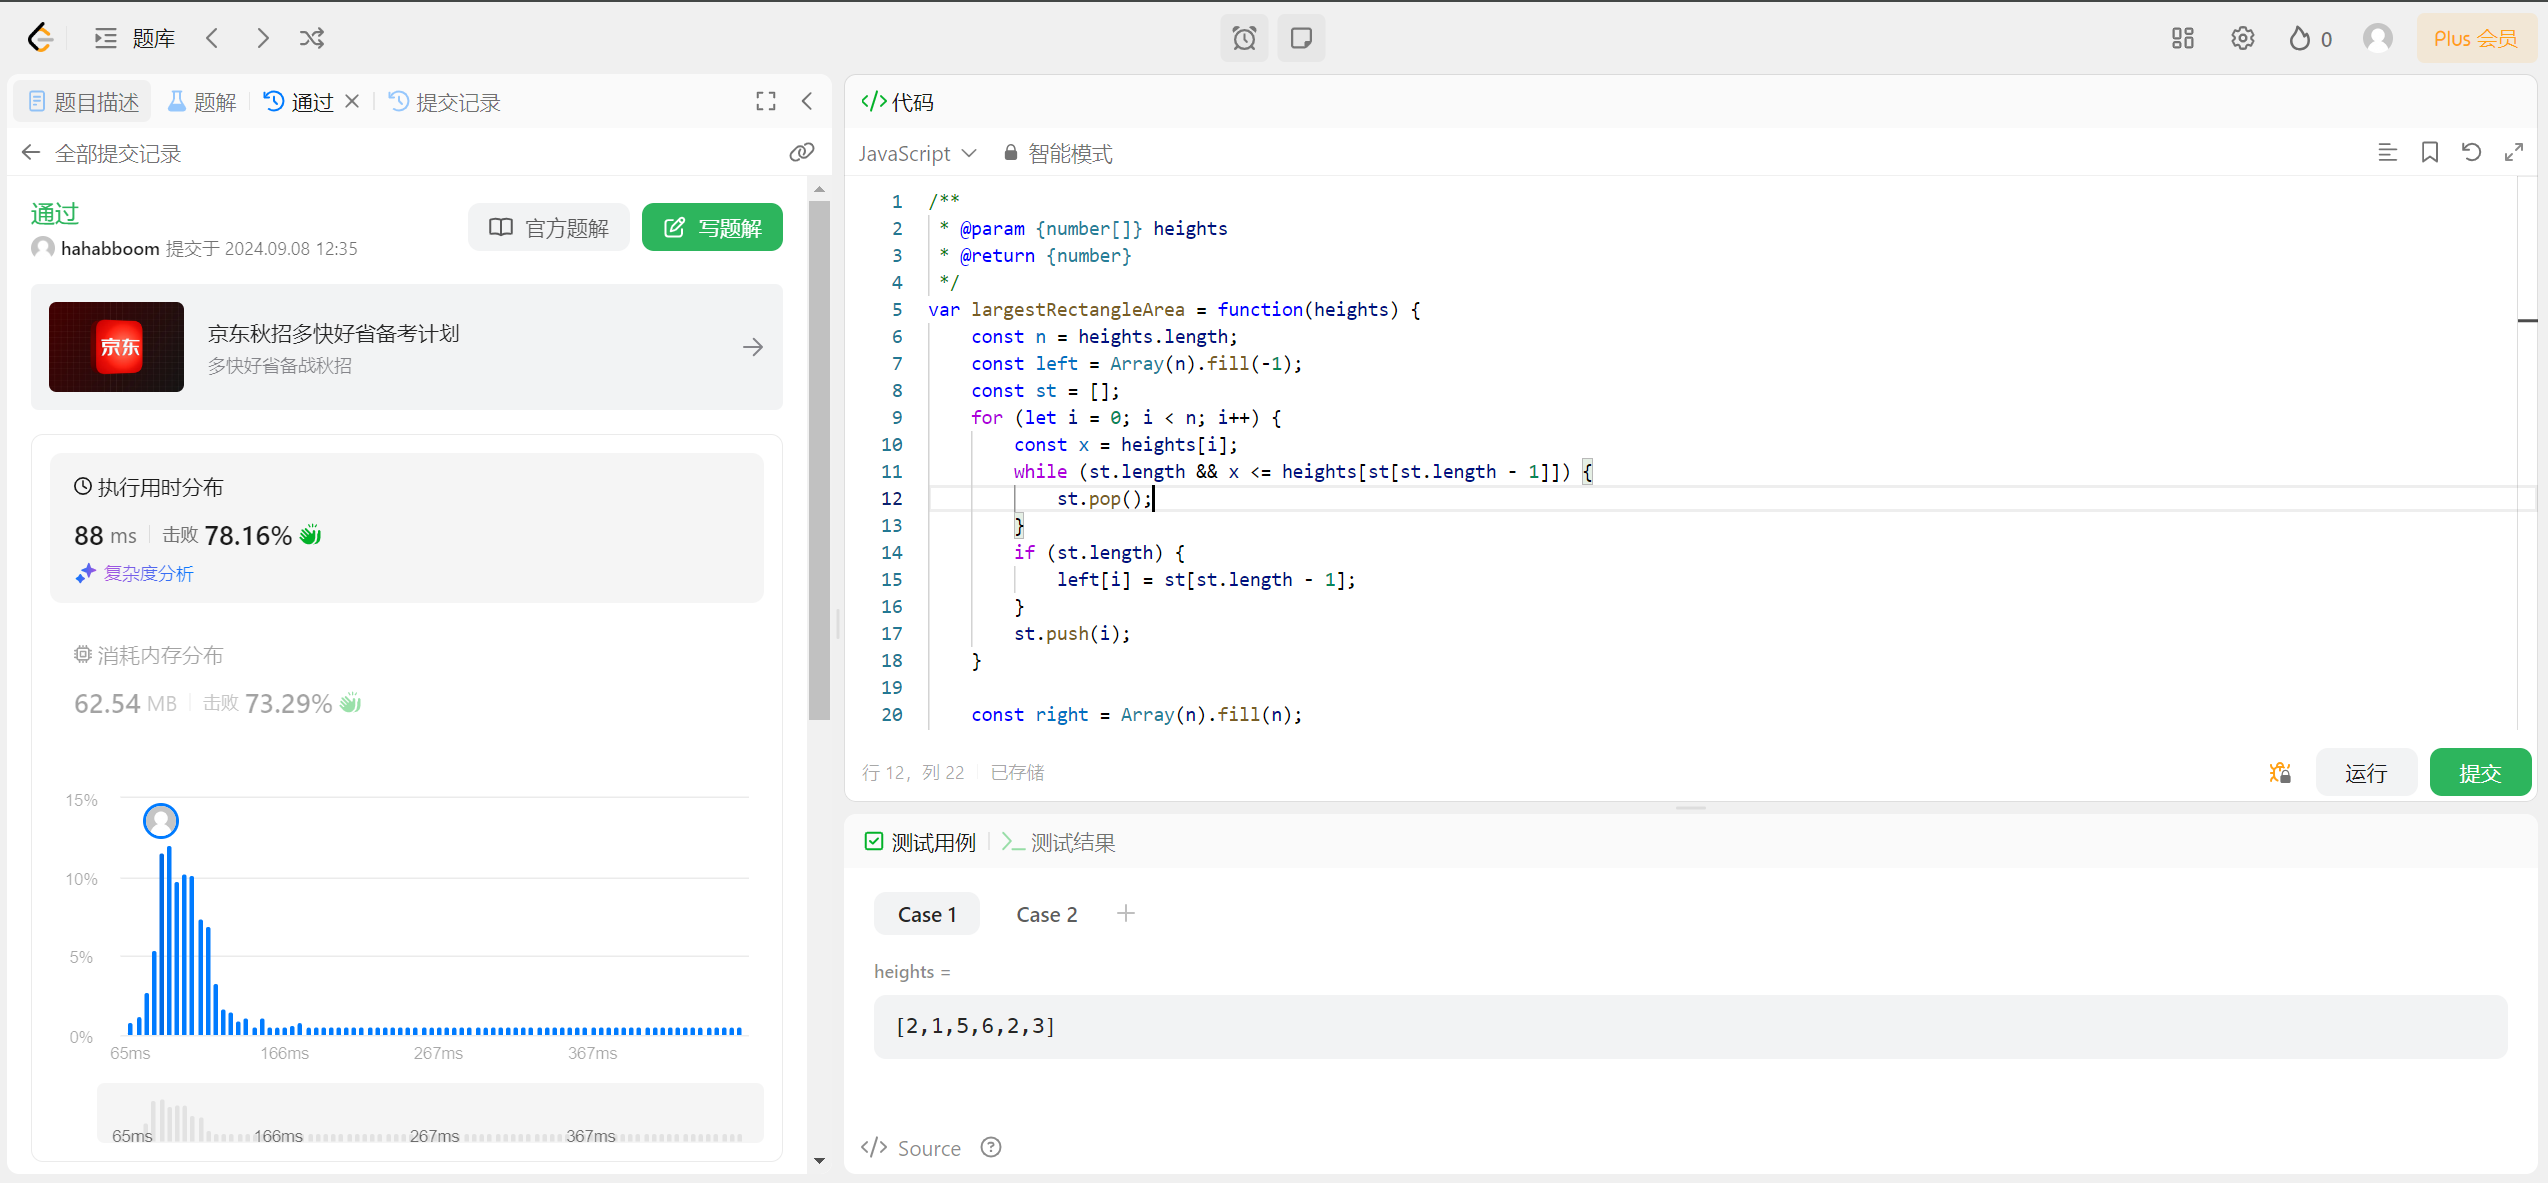 题库
0
Plus 会员
题目描述
题解
通过
提交记录
全部提交记录
通过
hahabboom 提交于 2024.09.08 12:35
官方题解
写题解
京东
京东秋招多快好省备考计划
多快好省备战秋招
执行用时分布
88 ms 击败 78.16%
复杂度分析
消耗内存分布
62.54 MB 击败 73.29%
15%
10%
5%
0%
65ms 166ms 267ms 367ms
65ms 166ms 267ms 367ms
</> 代码
JavaScript 智能模式
1 /**
2  * @param {number[]} heights
3  * @return {number}
4  */
5 var largestRectangleArea = function(heights) {
6     const n = heights.length;
7     const left = Array(n).fill(-1);
8     const st = [];
9     for (let i = 0; i < n; i++) {
10         const x = heights[i];
11         while (st.length && x <= heights[st[st.length - 1]]) {
12             st.pop();
13         }
14         if (st.length) {
15             left[i] = st[st.length - 1];
16         }
17         st.push(i);
18     }
19
20     const right = Array(n).fill(n);
行 12, 列 22 已存储
运行
提交
测试用例
测试结果
Case 1 Case 2
heights =
[2,1,5,6,2,3]
</> Source